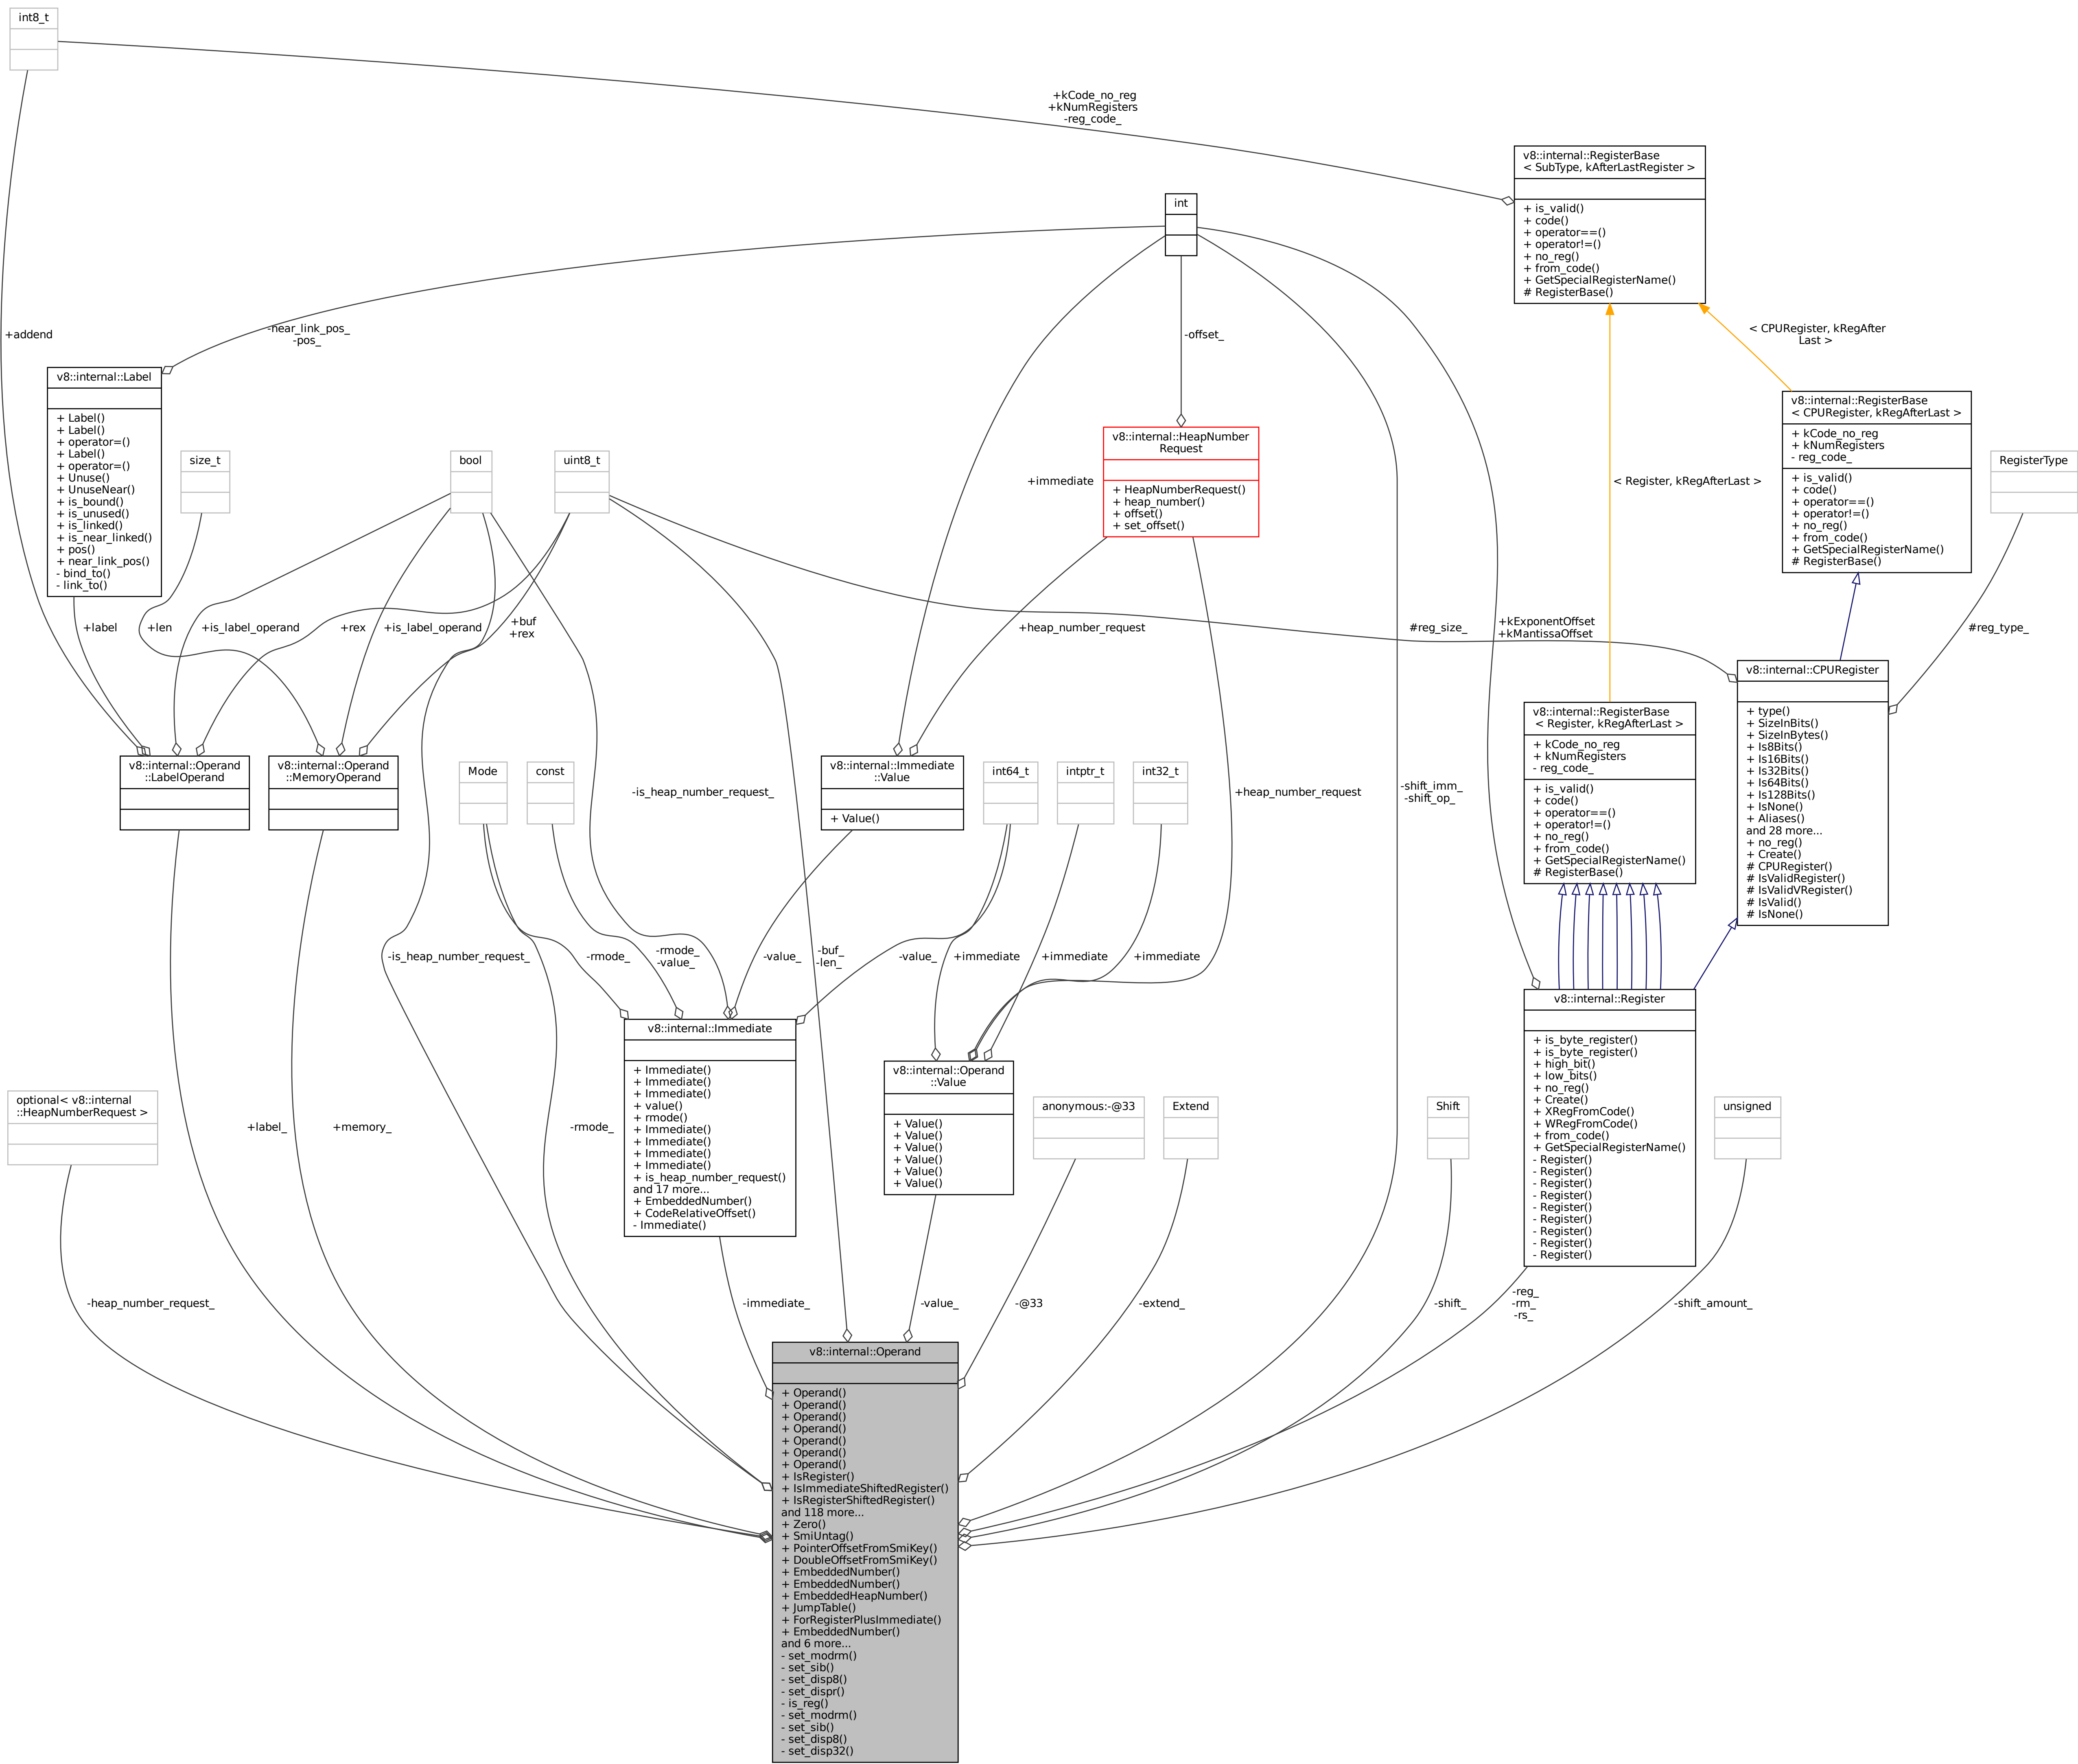 int8_t
+kCode_no_reg
+kNumRegisters
-reg_code_
v8::internal::RegisterBase
< SubType, kAfterLastRegister >
+ is_valid()
+ code()
+ operator==()
+ operator!=()
+ no_reg()
+ from_code()
+ GetSpecialRegisterName()
# RegisterBase()
int
+addend
-near_link_pos_
-pos_
-offset_
< CPURegister, kRegAfter
Last >
v8::internal::Label
+ Label()
+ Label()
+ operator=()
+ Label()
+ operator=()
+ Unuse()
+ UnuseNear()
+ is_bound()
+ is_unused()
+ is_linked()
+ is_near_linked()
+ pos()
+ near_link_pos()
- bind_to()
- link_to()
size_t
bool
uint8_t
+immediate
v8::internal::HeapNumber
Request
+ HeapNumberRequest()
+ heap_number()
+ offset()
+ set_offset()
< Register, kRegAfterLast >
v8::internal::RegisterBase
< CPURegister, kRegAfterLast >
+ kCode_no_reg
+ kNumRegisters
- reg_code_
+ is_valid()
+ code()
+ operator==()
+ operator!=()
+ no_reg()
+ from_code()
+ GetSpecialRegisterName()
# RegisterBase()
RegisterType
+label
+len
+is_label_operand
+rex
+is_label_operand
+buf
+rex
+heap_number_request
#reg_size_
+kExponentOffset
+kMantissaOffset
#reg_type_
v8::internal::CPURegister
+ type()
+ SizeInBits()
+ SizeInBytes()
+ Is8Bits()
+ Is16Bits()
+ Is32Bits()
+ Is64Bits()
+ Is128Bits()
+ IsNone()
+ Aliases()
and 28 more...
+ no_reg()
+ Create()
# CPURegister()
# IsValidRegister()
# IsValidVRegister()
# IsValid()
# IsNone()
v8::internal::RegisterBase
< Register, kRegAfterLast >
+ kCode_no_reg
+ kNumRegisters
- reg_code_
+ is_valid()
+ code()
+ operator==()
+ operator!=()
+ no_reg()
+ from_code()
+ GetSpecialRegisterName()
# RegisterBase()
v8::internal::Operand
::LabelOperand
v8::internal::Operand
::MemoryOperand
Mode
const
-is_heap_number_request_
v8::internal::Immediate
::Value
+ Value()
int64_t
intptr_t
int32_t
+heap_number_request
-shift_imm_
-shift_op_
-is_heap_number_request_
-rmode_
-rmode_
-value_
-value_
-buf_
-len_
-value_
+immediate
+immediate
+immediate
v8::internal::Register
+ is_byte_register()
+ is_byte_register()
+ high_bit()
+ low_bits()
+ no_reg()
+ Create()
+ XRegFromCode()
+ WRegFromCode()
+ from_code()
+ GetSpecialRegisterName()
- Register()
- Register()
- Register()
- Register()
- Register()
- Register()
- Register()
- Register()
- Register()
v8::internal::Immediate
+ Immediate()
+ Immediate()
+ Immediate()
+ value()
+ rmode()
+ Immediate()
+ Immediate()
+ Immediate()
+ Immediate()
+ is_heap_number_request()
and 17 more...
+ EmbeddedNumber()
+ CodeRelativeOffset()
- Immediate()
v8::internal::Operand
::Value
+ Value()
+ Value()
+ Value()
+ Value()
+ Value()
+ Value()
optional< v8::internal
::HeapNumberRequest >
+label_
+memory_
-rmode_
anonymous:-@33
Extend
Shift
unsigned
-heap_number_request_
-immediate_
-value_
-@33
-extend_
-shift_
-reg_
-rm_
-rs_
-shift_amount_
v8::internal::Operand
+ Operand()
+ Operand()
+ Operand()
+ Operand()
+ Operand()
+ Operand()
+ Operand()
+ IsRegister()
+ IsImmediateShiftedRegister()
+ IsRegisterShiftedRegister()
and 118 more...
+ Zero()
+ SmiUntag()
+ PointerOffsetFromSmiKey()
+ DoubleOffsetFromSmiKey()
+ EmbeddedNumber()
+ EmbeddedNumber()
+ EmbeddedHeapNumber()
+ JumpTable()
+ ForRegisterPlusImmediate()
+ EmbeddedNumber()
and 6 more...
- set_modrm()
- set_sib()
- set_disp8()
- set_dispr()
- is_reg()
- set_modrm()
- set_sib()
- set_disp8()
- set_disp32()